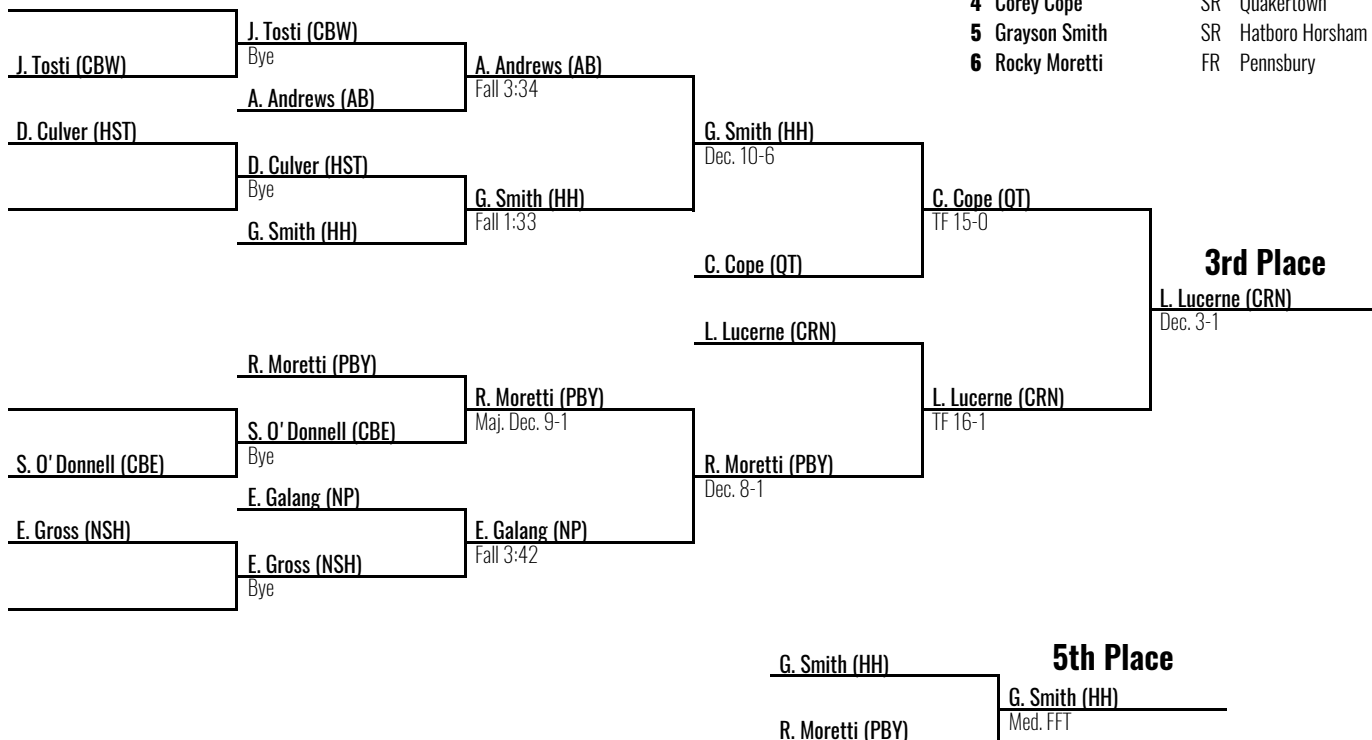 4 Corey Cope SR Quakertown
5 Grayson Smith SR Hatboro Horsham
6 Rocky Moretti FR Pennsbury
J. Tosti (CBW)
D. Culver (HST)
S. O'Donnell (CBE)
E. Gross (NSH)
J. Tosti (CBW)
Bye
A. Andrews (AB)
D. Culver (HST)
Bye
G. Smith (HH)
R. Moretti (PBY)
S. O'Donnell (CBE)
Bye
E. Galang (NP)
E. Gross (NSH)
Bye
A. Andrews (AB)
Fall 3:34
G. Smith (HH)
Fall 1:33
R. Moretti (PBY)
Maj. Dec. 9-1
E. Galang (NP)
Fall 3:42
G. Smith (HH)
Dec. 10-6
C. Cope (QT)
L. Lucerne (CRN)
R. Moretti (PBY)
Dec. 8-1
C. Cope (QT)
TF 15-0
L. Lucerne (CRN)
TF 16-1
3rd Place
L. Lucerne (CRN)
Dec. 3-1
5th Place
G. Smith (HH)
R. Moretti (PBY)
G. Smith (HH)
Med. FFT